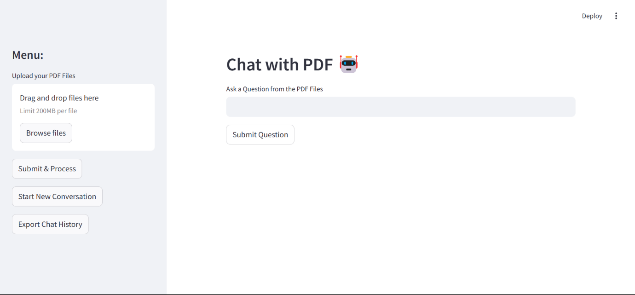 Deploy
Menu:
Upload your PDF Files
Drag and drop files here
Limit 200MB per file
Browse files
Submit & Process
Start New Conversation
Export Chat History
Chat with PDF
Ask a Question from the PDF Files
Submit Question